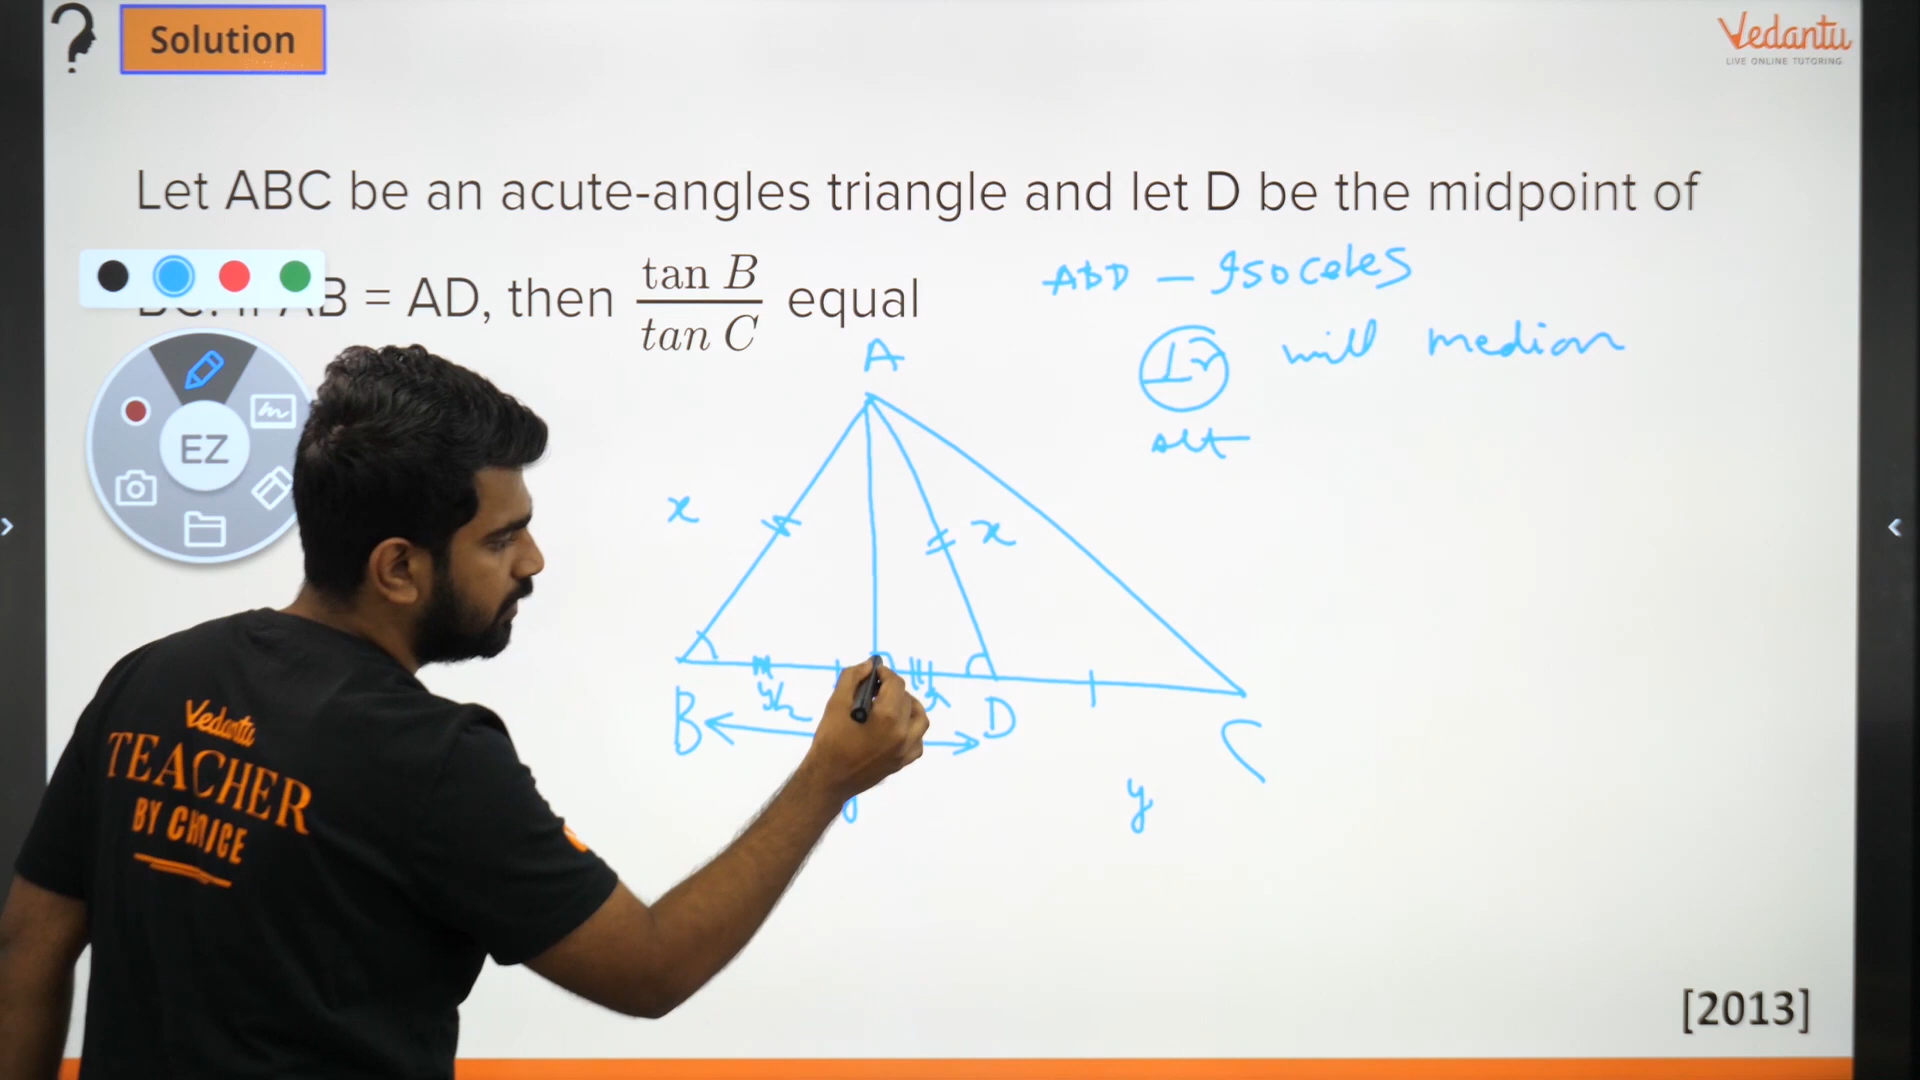 Solution
Vedantu
LIVE ONLINE TUTORING
Let ABC be an acute-angles triangle and let D be the midpoint of
B = AD, then tan B / tan C equal
ABD — Isoceles
⊥r will median
alt
A
x
x
EZ
B
D
C
y/2
y
Vedantu
TEACHER
BY CHOICE
[2013]